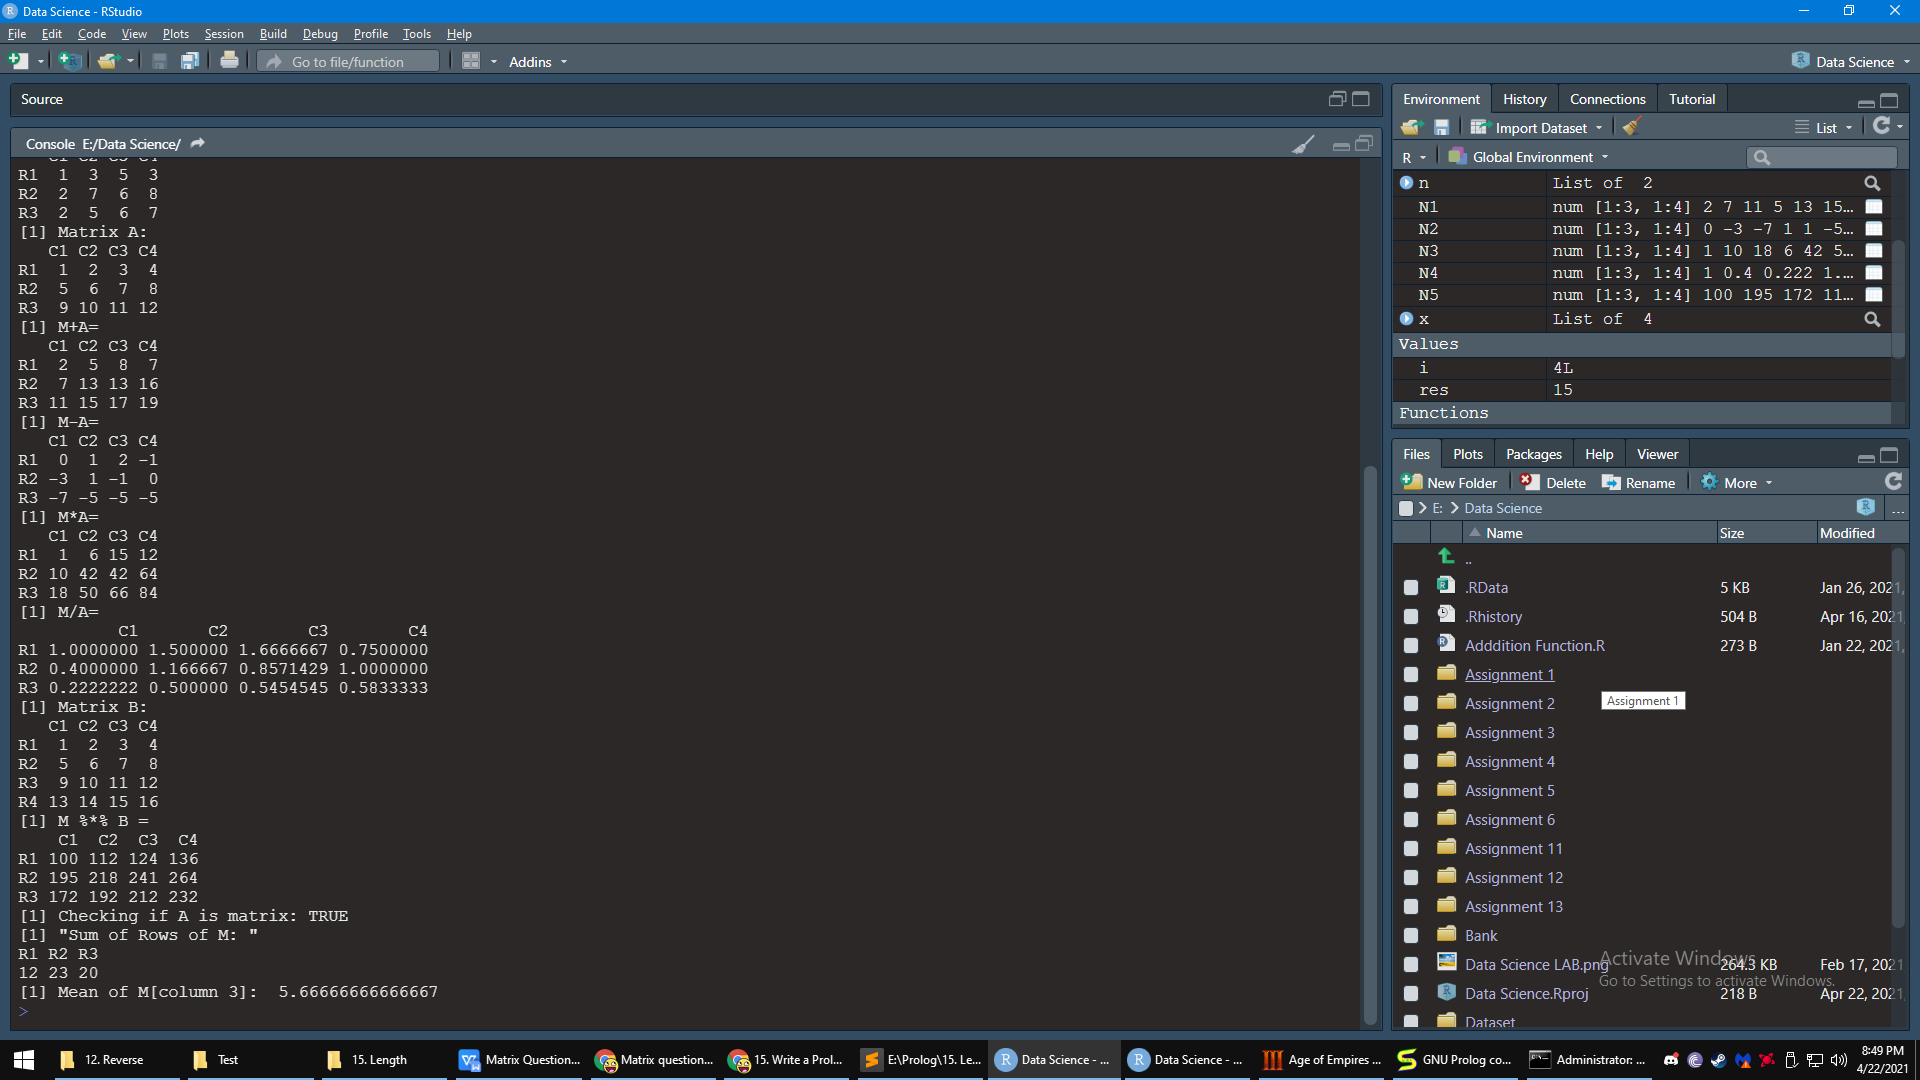 Data Science - RStudio
File Edit Code View Plots Session Build Debug Profile Tools Help
Go to file/function Addins Data Science
Source
Console E:/Data Science/
C1 C2 C3 C4
R1 1 3 5 3
R2 2 7 6 8
R3 2 5 6 7
[1] Matrix A:
C1 C2 C3 C4
R1 1 2 3 4
R2 5 6 7 8
R3 9 10 11 12
[1] M+A=
C1 C2 C3 C4
R1 2 5 8 7
R2 7 13 13 16
R3 11 15 17 19
[1] M-A=
C1 C2 C3 C4
R1 0 1 2 -1
R2 -3 1 -1 0
R3 -7 -5 -5 -5
[1] M*A=
C1 C2 C3 C4
R1 1 6 15 12
R2 10 42 42 64
R3 18 50 66 84
[1] M/A=
C1 C2 C3 C4
R1 1.0000000 1.500000 1.6666667 0.7500000
R2 0.4000000 1.166667 0.8571429 1.0000000
R3 0.2222222 0.500000 0.5454545 0.5833333
[1] Matrix B:
C1 C2 C3 C4
R1 1 2 3 4
R2 5 6 7 8
R3 9 10 11 12
R4 13 14 15 16
[1] M %*% B =
C1 C2 C3 C4
R1 100 112 124 136
R2 195 218 241 264
R3 172 192 212 232
[1] Checking if A is matrix: TRUE
[1] "Sum of Rows of M: "
R1 R2 R3
12 23 20
[1] Mean of M[column 3]: 5.66666666666667
>
Environment History Connections Tutorial
Import Dataset List
R Global Environment
n List of 2
N1 num [1:3, 1:4] 2 7 11 5 13 15...
N2 num [1:3, 1:4] 0 -3 -7 1 1 -5...
N3 num [1:3, 1:4] 1 10 18 6 42 5...
N4 num [1:3, 1:4] 1 0.4 0.222 1....
N5 num [1:3, 1:4] 100 195 172 11...
x List of 4
Values
i 4L
res 15
Functions
Files Plots Packages Help Viewer
New Folder Delete Rename More
E: Data Science ...
Name Size Modified
..
.RData 5 KB Jan 26, 2021,
.Rhistory 504 B Apr 16, 2021,
Adddition Function.R 273 B Jan 22, 2021,
Assignment 1
Assignment 1
Assignment 2
Assignment 3
Assignment 4
Assignment 5
Assignment 6
Assignment 11
Assignment 12
Assignment 13
Bank
Data Science LAB.png 264.3 KB Feb 17, 2021
Data Science.Rproj 218 B Apr 22, 2021,
Dataset
Activate Windows
Go to Settings to activate Windows.
12. Reverse Test 15. Length Matrix Question... Matrix question... 15. Write a Prol... E:\Prolog\15. Le... Data Science - ... Data Science - ... Age of Empires ... GNU Prolog co... Administrator: ...
8:49 PM
4/22/2021